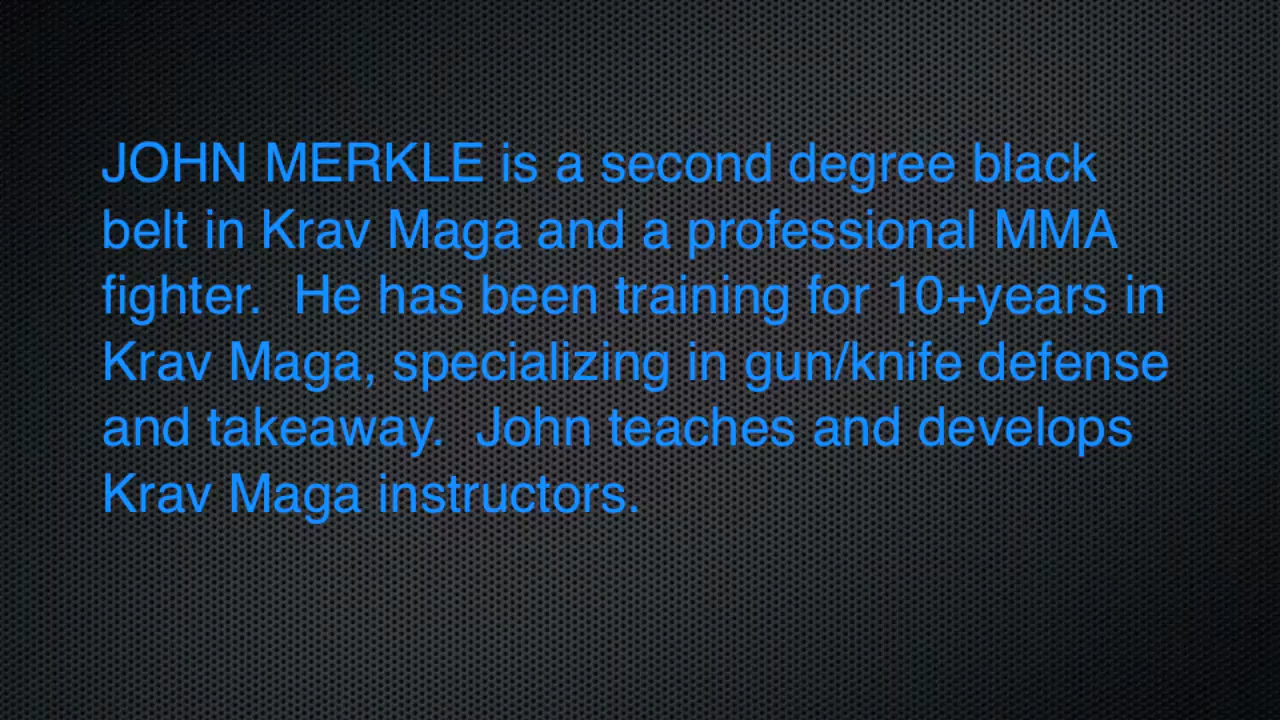 JOHN MERKLE is a second degree black
belt in Krav Maga and a professional MMA
fighter.  He has been training for 10+years in
Krav Maga, specializing in gun/knife defense
and takeaway.  John teaches and develops
Krav Maga instructors.